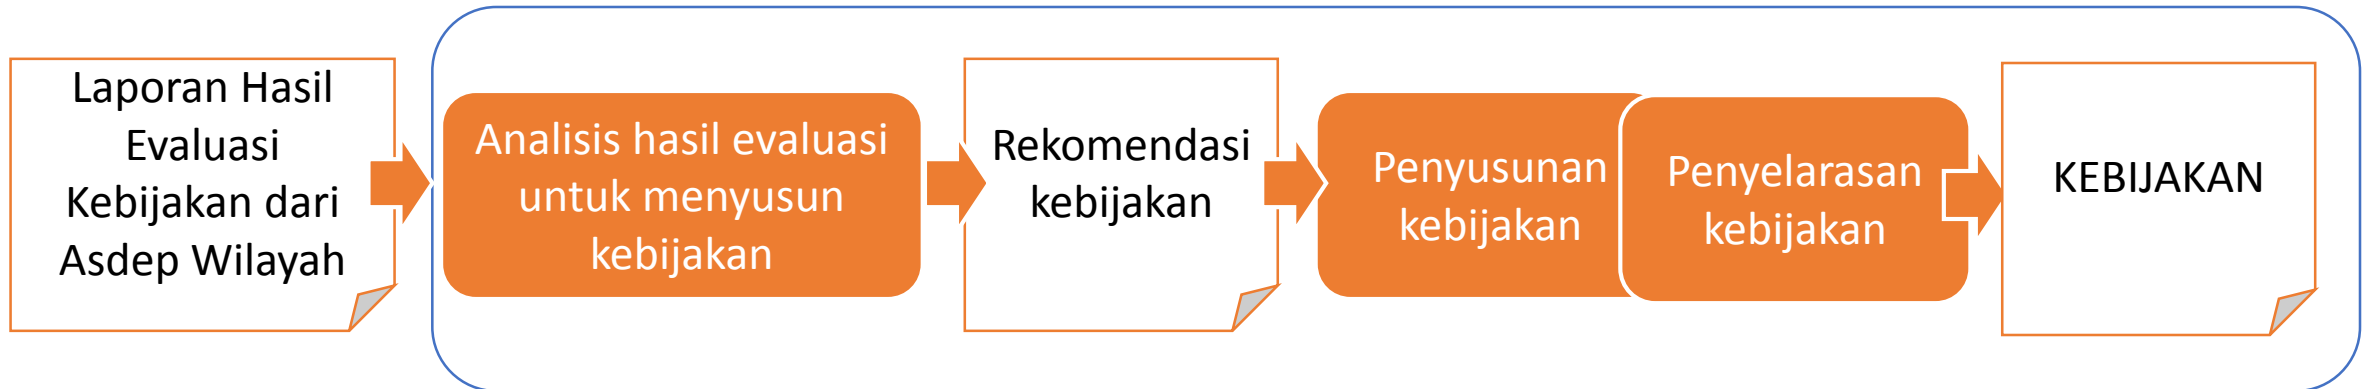 Laporan Hasil
Evaluasi
Kebijakan dari
Asdep Wilayah
Analisis hasil evaluasi
untuk menyusun
kebijakan
Rekomendasi
kebijakan
Penyusunan
kebijakan
Penyelarasan
kebijakan
KEBIJAKAN